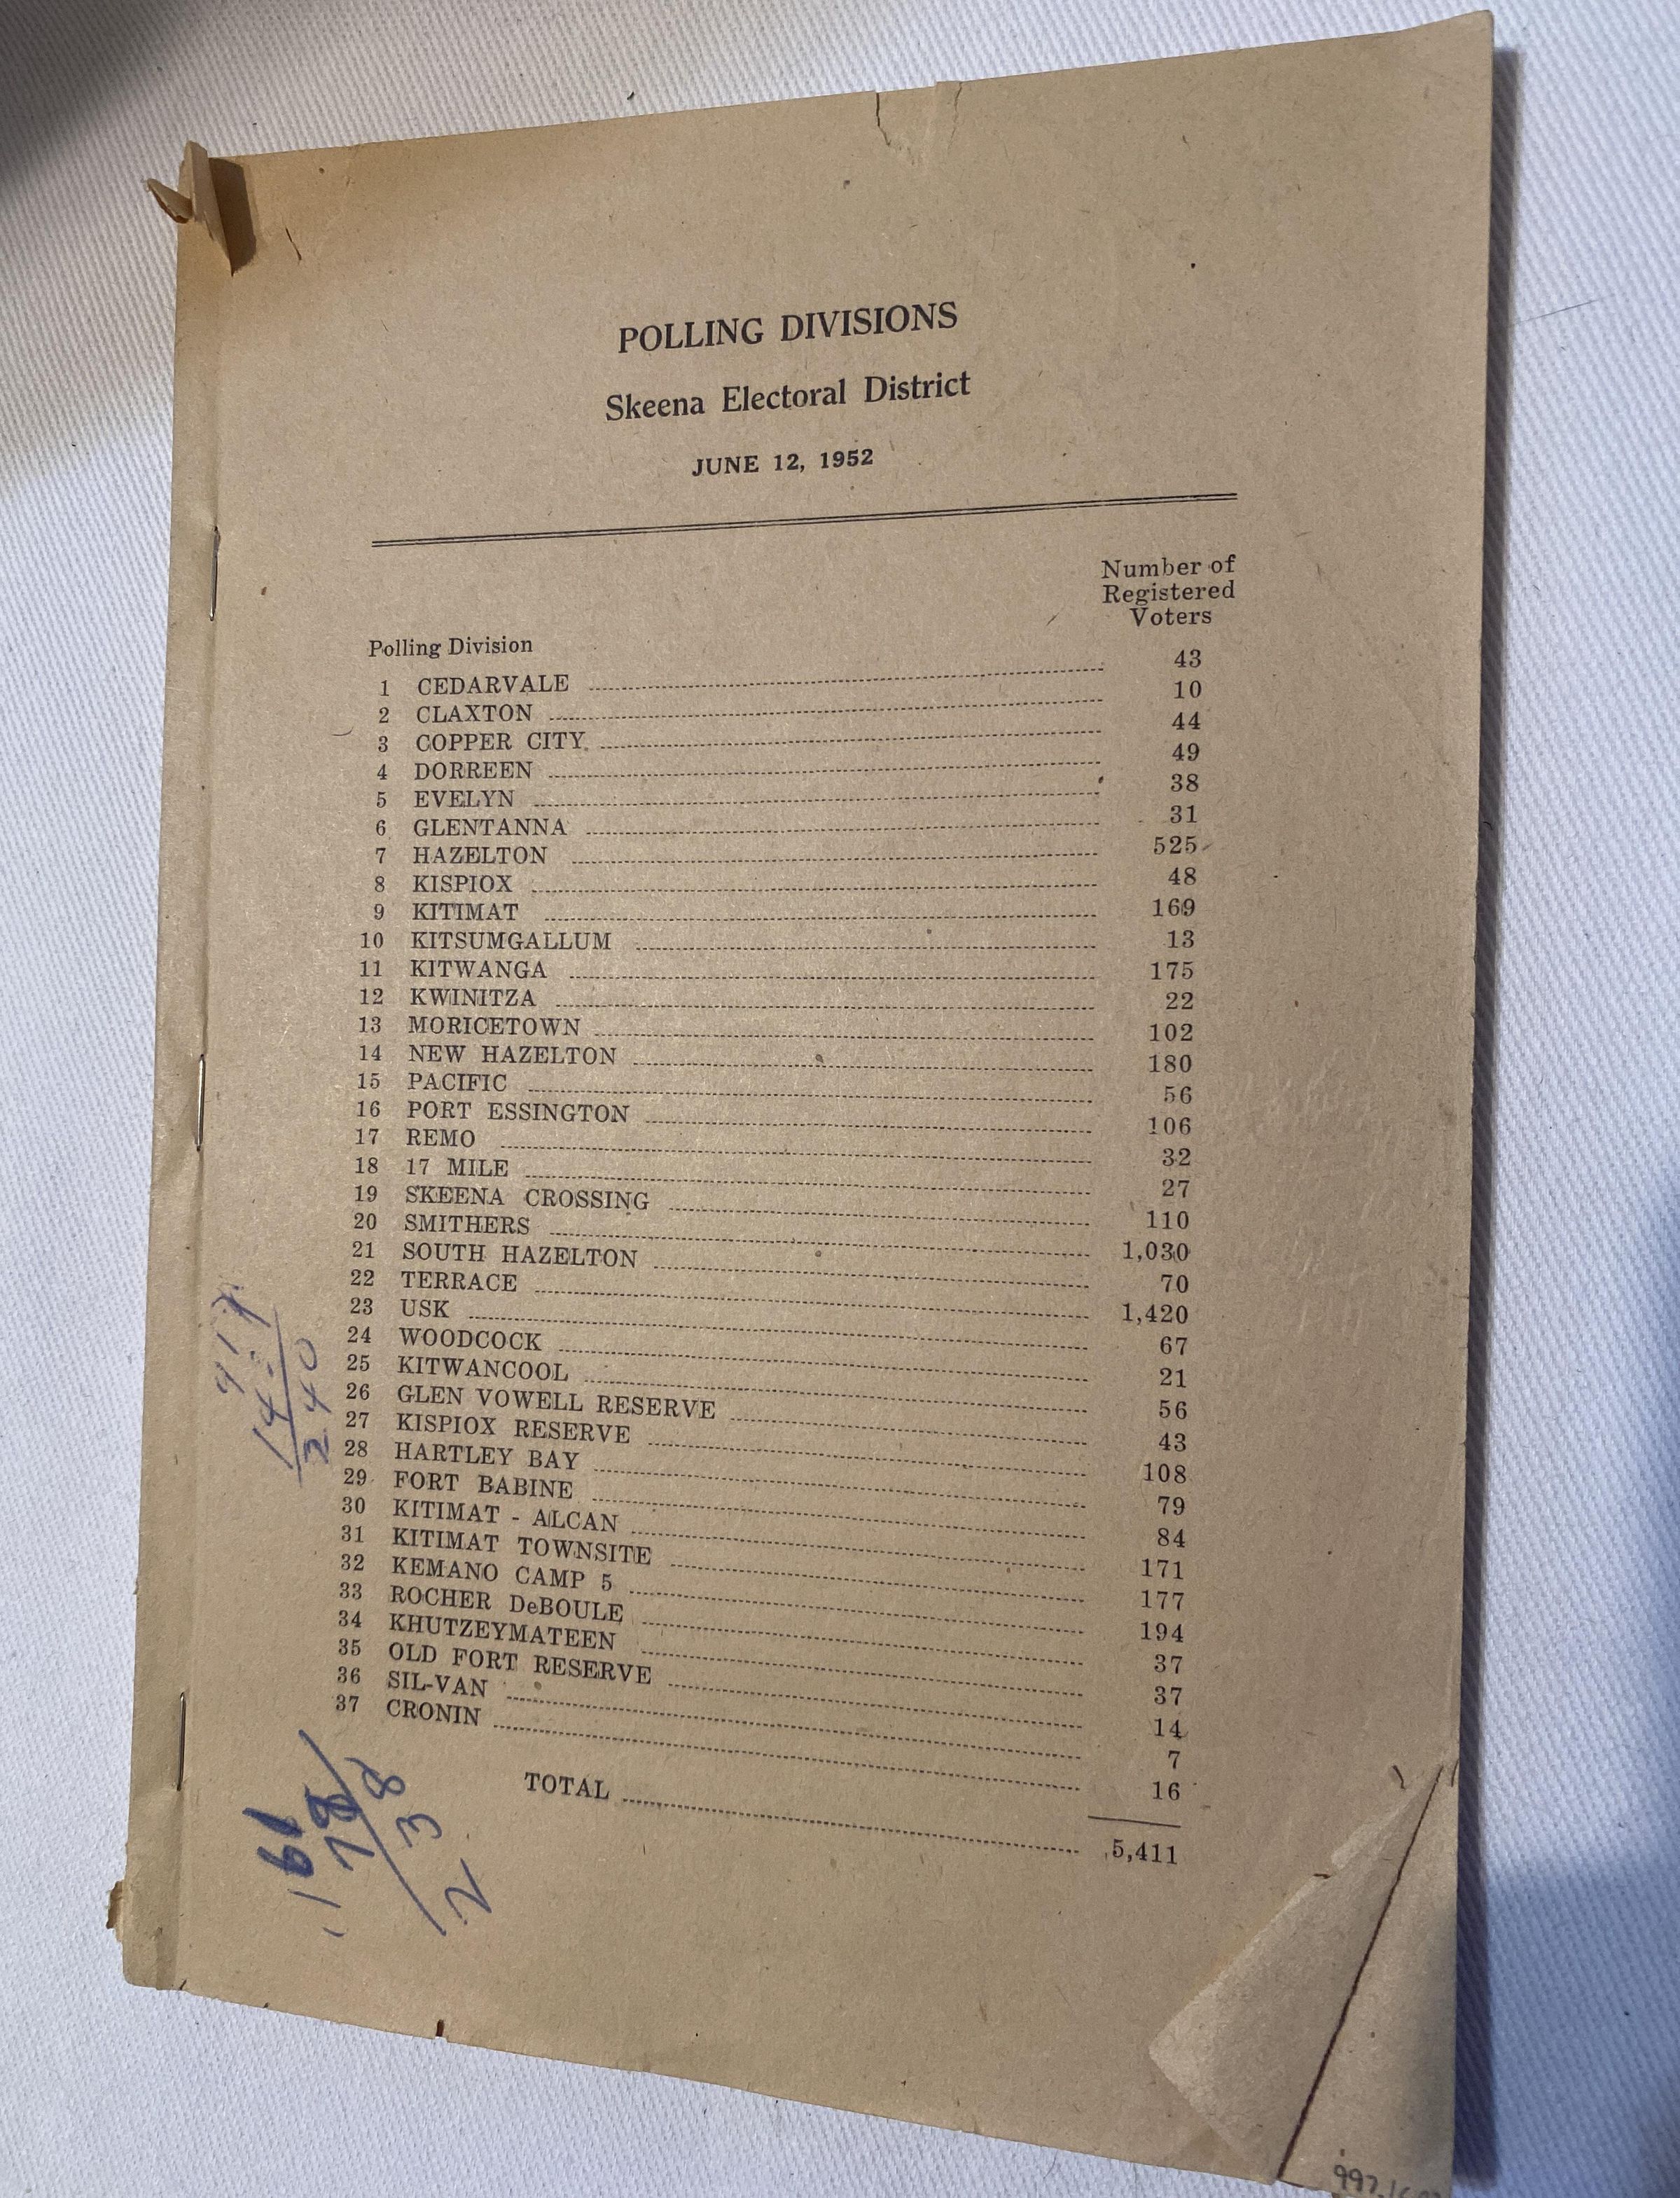 POLLING DIVISIONS
Skeena Electoral District
JUNE 12, 1952
Number of
Registered
Voters
Polling Division
1 CEDARVALE 43
2 CLAXTON 10
3 COPPER CITY 44
4 DORREEN 49
5 EVELYN 38
6 GLENTANNA 31
7 HAZELTON 525
8 KISPIOX 48
9 KITIMAT 169
10 KITSUMGALLUM 13
11 KITWANGA 175
12 KWINITZA 22
13 MORICETOWN 102
14 NEW HAZELTON 180
15 PACIFIC 56
16 PORT ESSINGTON 106
17 REMO 32
18 17 MILE 27
19 SKEENA CROSSING 110
20 SMITHERS 1,030
21 SOUTH HAZELTON 70
22 TERRACE 1,420
23 USK 67
24 WOODCOCK 21
25 KITWANCOOL 56
26 GLEN VOWELL RESERVE 43
27 KISPIOX RESERVE 108
28 HARTLEY BAY 79
29 FORT BABINE 84
30 KITIMAT - ALCAN 171
31 KITIMAT TOWNSITE 177
32 KEMANO CAMP 5 194
33 ROCHER DeBOULE 37
34 KHUTZEYMATEEN 37
35 OLD FORT RESERVE 14
36 SIL-VAN 7
37 CRONIN 16
TOTAL 5,411
240
78
238